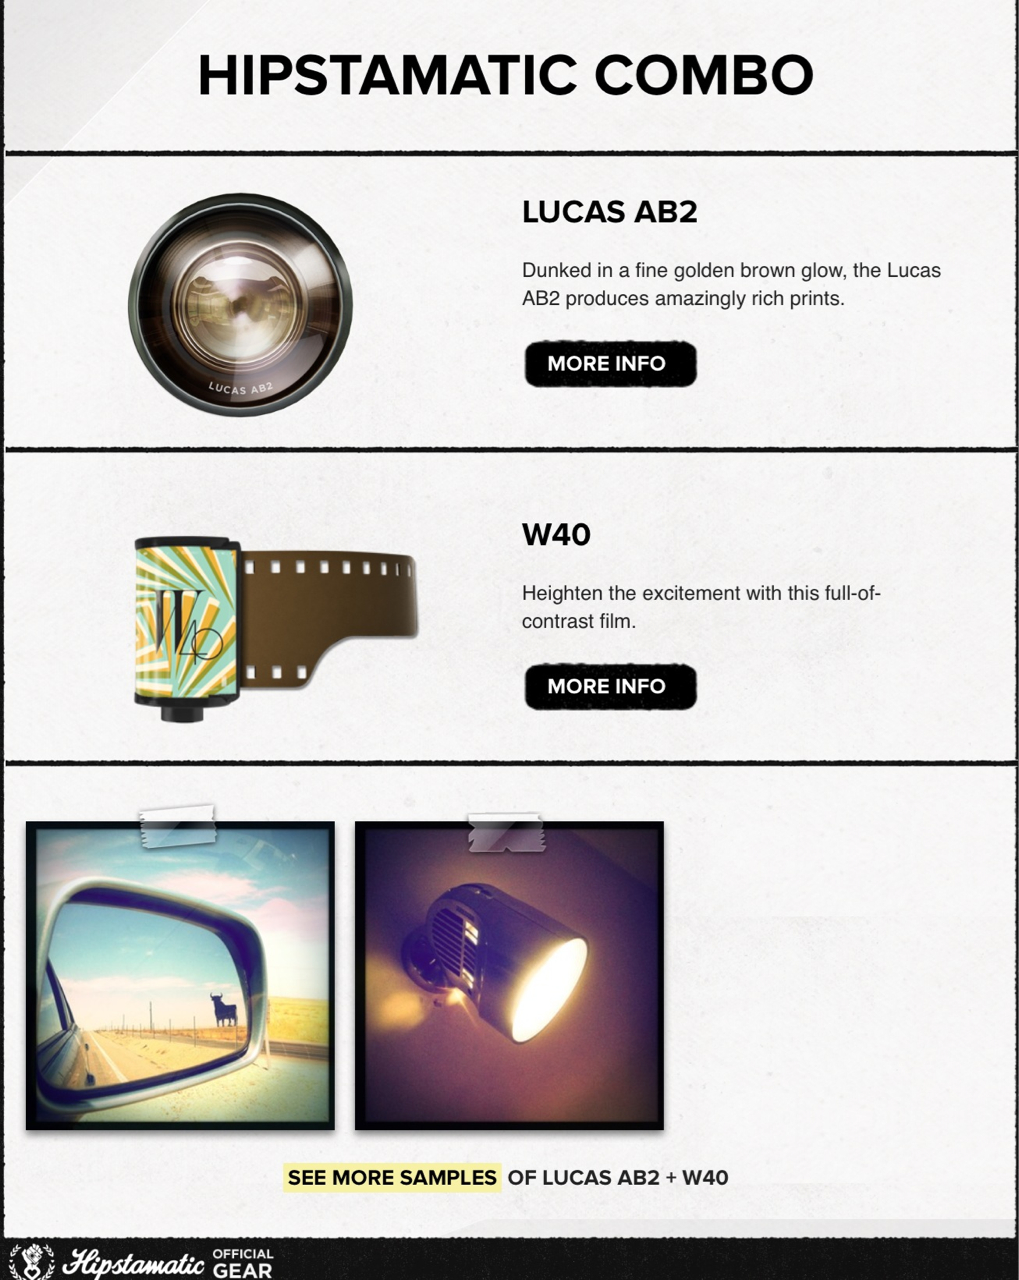 HIPSTAMATIC COMBO
LUCAS AB2
Dunked in a fine golden brown glow, the Lucas
AB2 produces amazingly rich prints.
MORE INFO
LUCAS AB2
W40
Heighten the excitement with this full-of-
contrast film.
MORE INFO
W40
SEE MORE SAMPLES OF LUCAS AB2 + W40
Hipstamatic OFFICIAL
GEAR